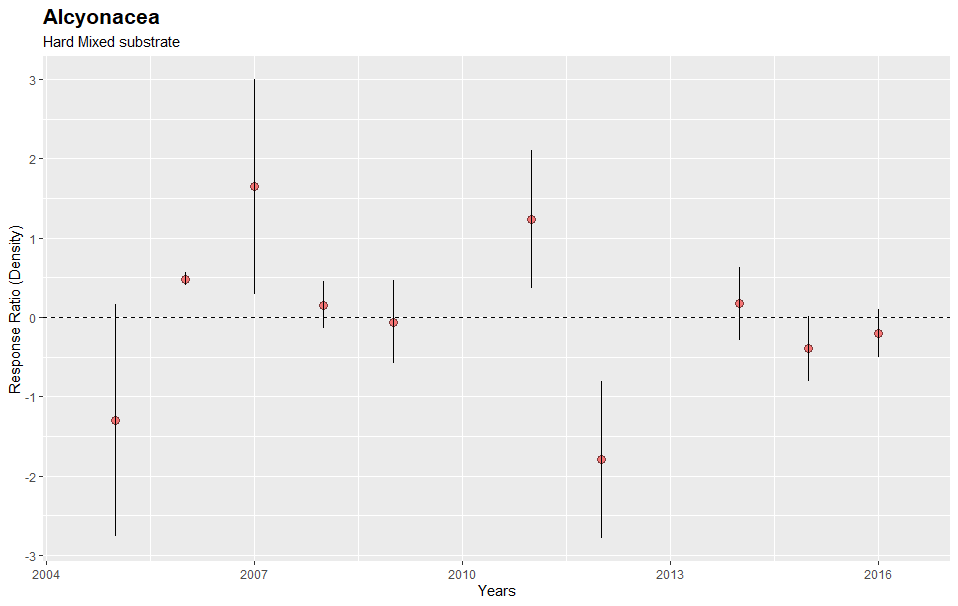 Alcyonacea
Hard Mixed substrate
Response Ratio (Density)
3
2
1
0
-1
-2
-3
2004 2007 2010 2013 2016
Years